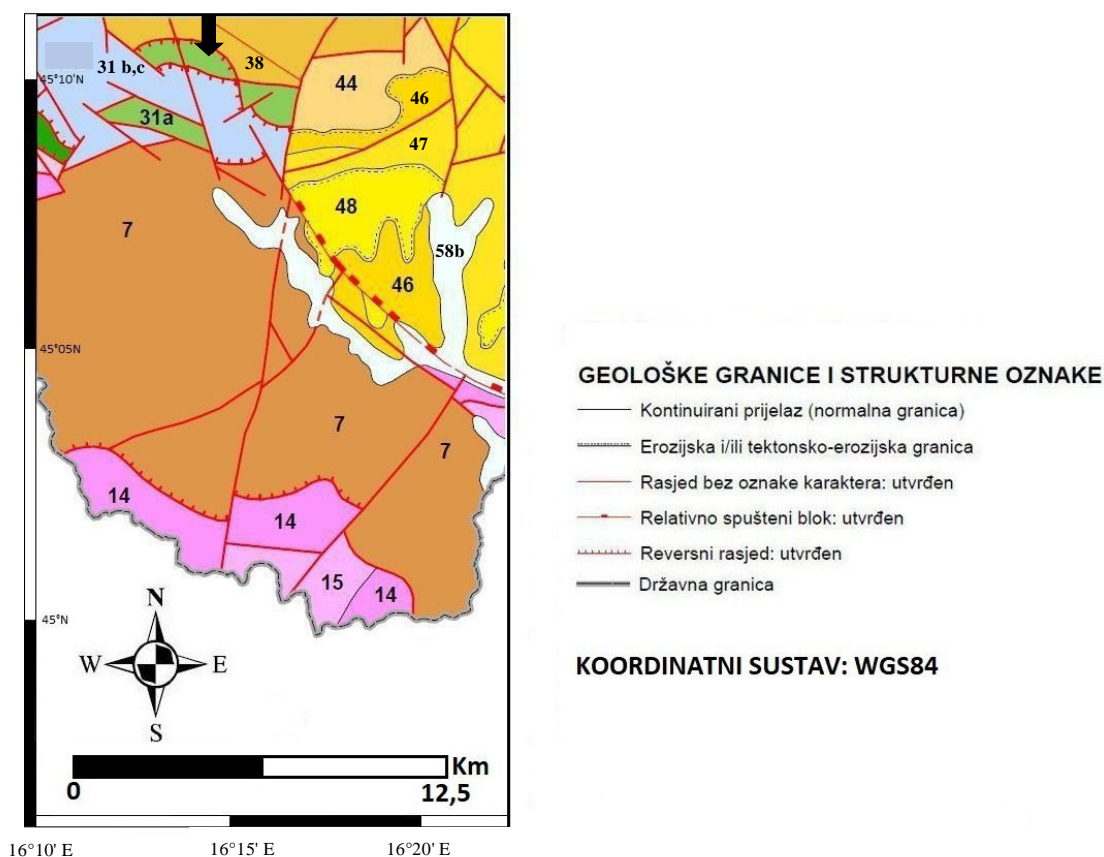 31 b,c
38
45°10'N
44
46
31a
47
7
48
58b
46
45°05N
7
7
14
14
15
14
45°N
N
W
E
S
Km
0
12,5
16°10' E
16°15' E
16°20' E
GEOLOŠKE GRANICE I STRUKTURNE OZNAKE
Kontinuirani prijelaz (normalna granica)
Erozijska i/ili tektonsko-erozijska granica
Rasjed bez oznake karaktera: utvrđen
Relativno spušteni blok: utvrđen
Reversni rasjed: utvrđen
Državna granica
KOORDINATNI SUSTAV: WGS84